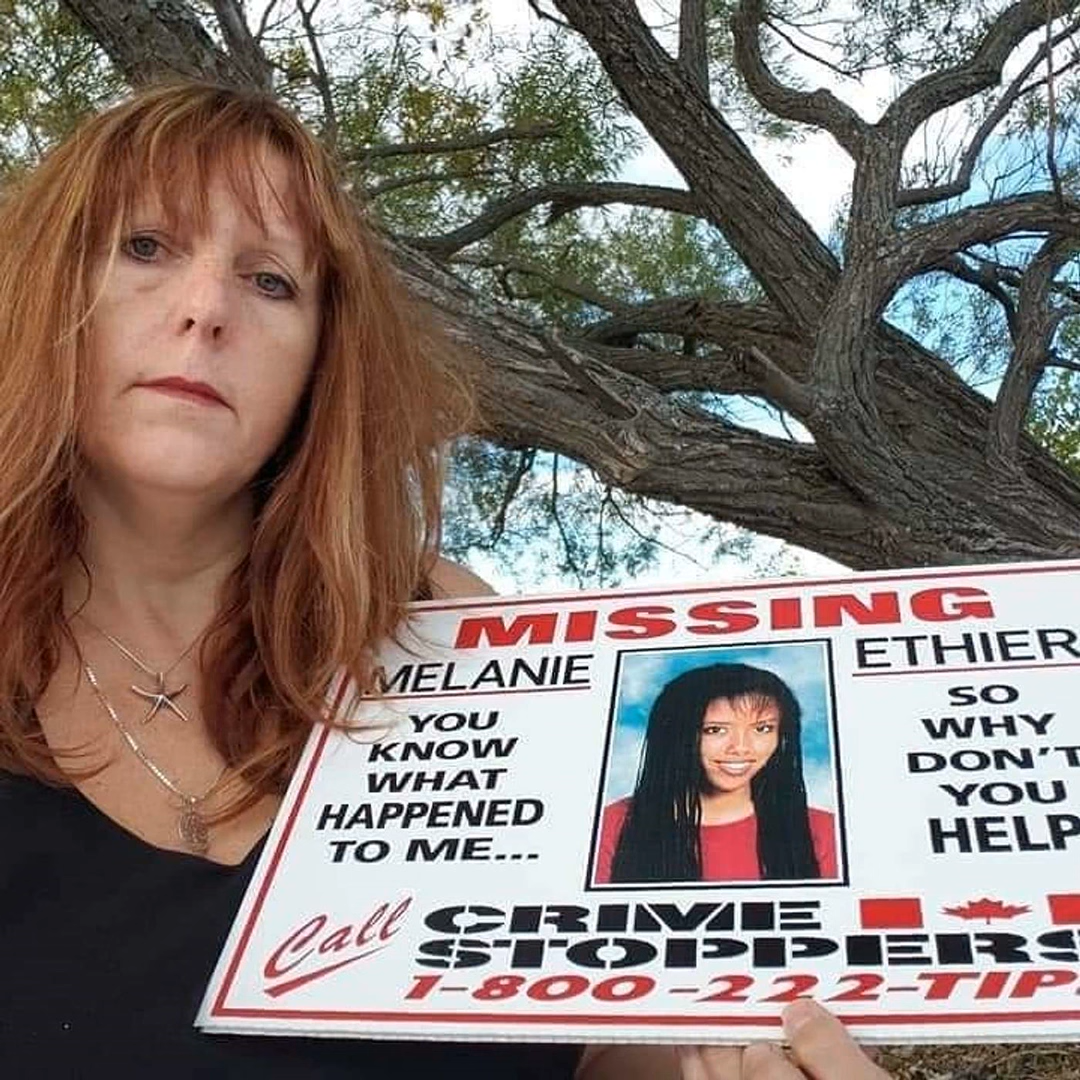 MISSING
MELANIE ETHIER
YOU
KNOW
WHAT
HAPPENED
TO ME...
SO
WHY
DON'T
YOU
HELP
Call CRIME
STOPPERS
1-800-222-TIP